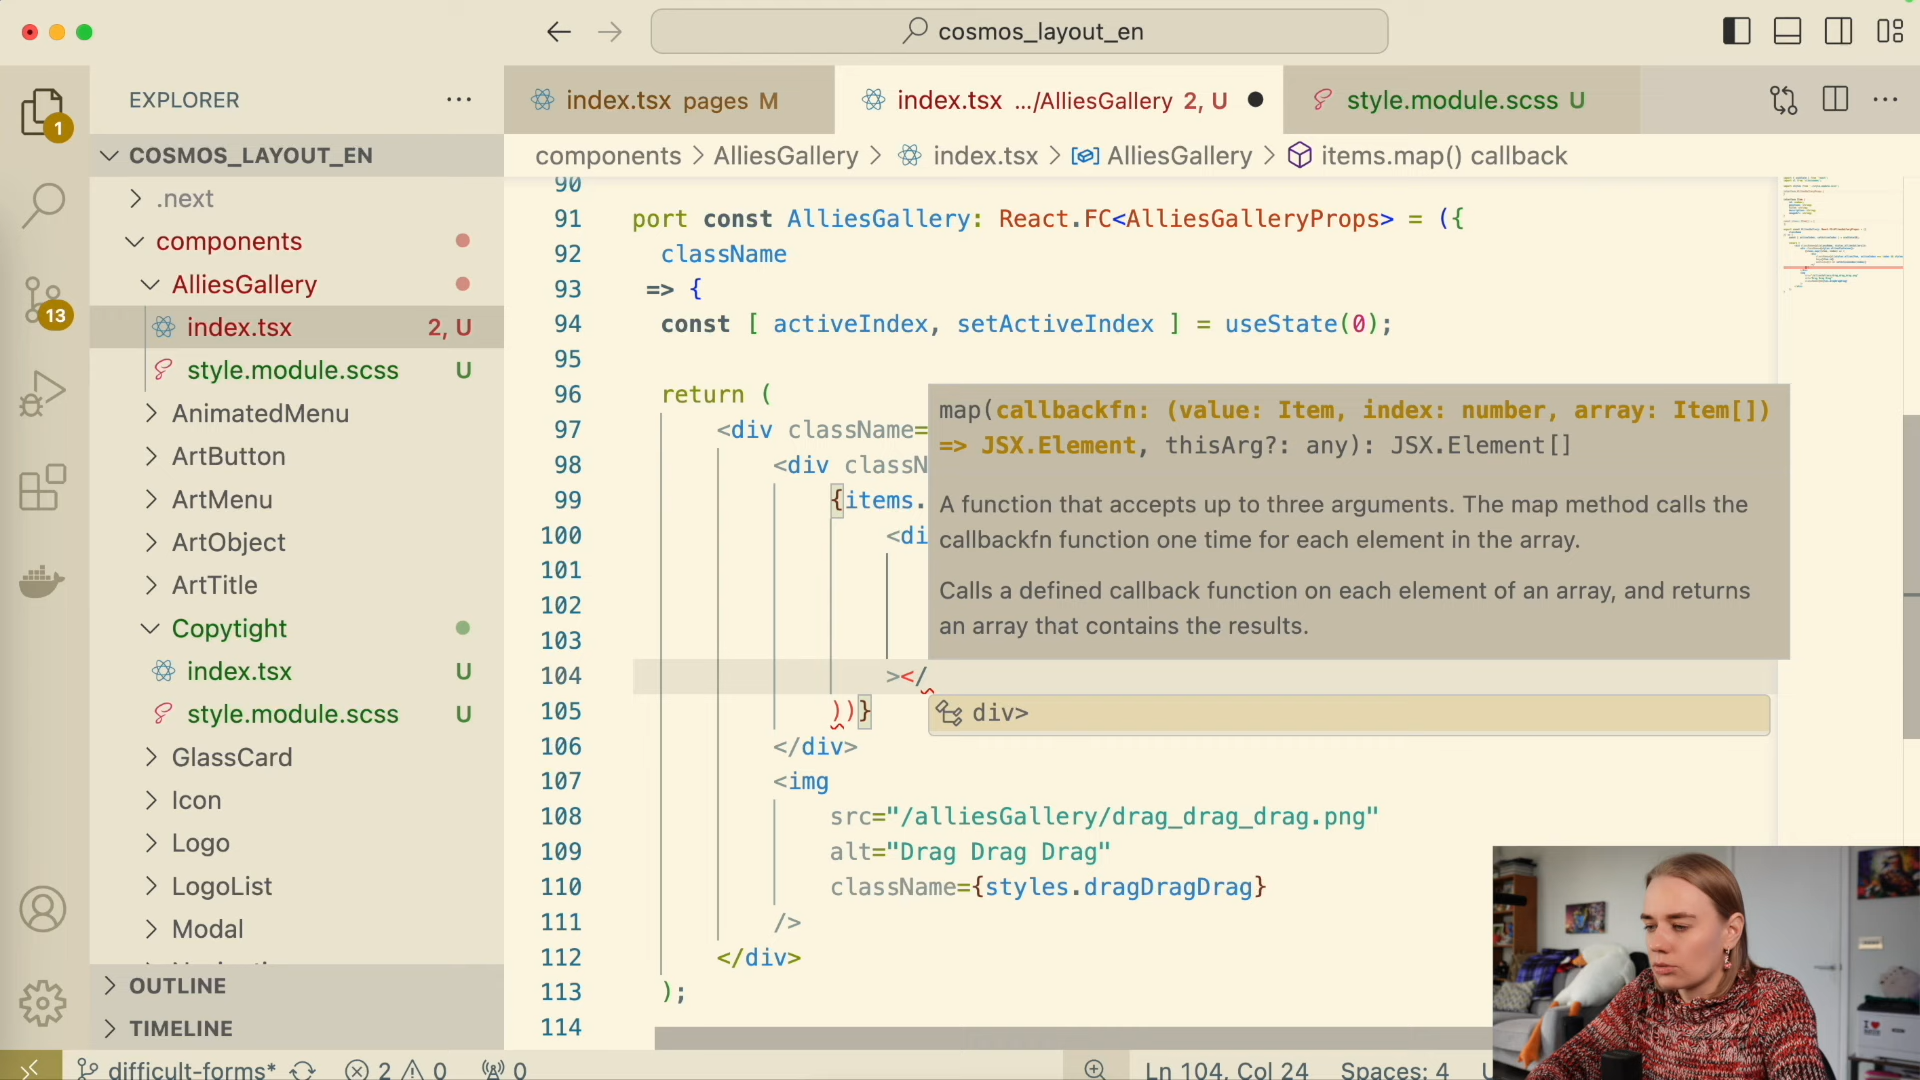 cosmos_layout_en
EXPLORER
index.tsx pages M
index.tsx .../AlliesGallery 2, U
style.module.scss U
1
COSMOS_LAYOUT_EN
components > AlliesGallery > index.tsx > AlliesGallery > items.map() callback
.next
components
AlliesGallery
13
index.tsx 2, U
style.module.scss U
AnimatedMenu
ArtButton
ArtMenu
ArtObject
ArtTitle
Copytight
index.tsx U
style.module.scss U
GlassCard
Icon
Logo
LogoList
Modal
OUTLINE
TIMELINE
90
91 port const AlliesGallery: React.FC<AlliesGalleryProps> = ({
92 className
93 => {
94 const [ activeIndex, setActiveIndex ] = useState(0);
95
96 return (
97 <div className=
98 <div classN
99 {items.
100 <di
101
102
103
104 ></
105 ))}
106 </div>
107 <img
108 src="/alliesGallery/drag_drag_drag.png"
109 alt="Drag Drag Drag"
110 className={styles.dragDragDrag}
111 />
112 </div>
113 );
114
map(callbackfn: (value: Item, index: number, array: Item[])
=> JSX.Element, thisArg?: any): JSX.Element[]
A function that accepts up to three arguments. The map method calls the
callbackfn function one time for each element in the array.
Calls a defined callback function on each element of an array, and returns
an array that contains the results.
div>
difficult-forms* 2 0 0 Ln 104, Col 24 Spaces: 4